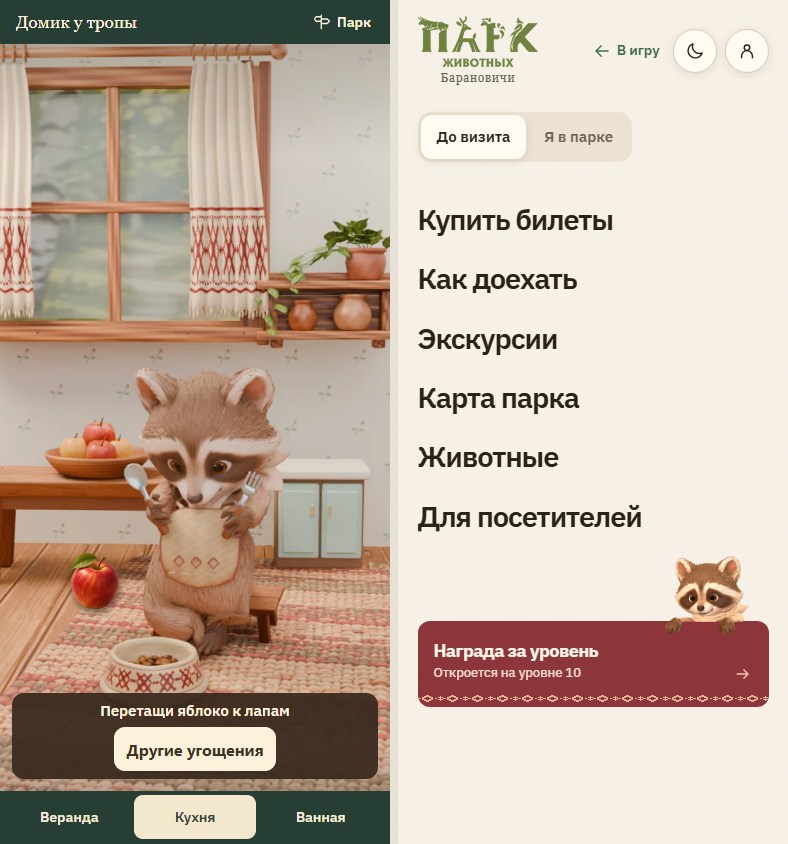 Домик у тропы
Парк
Перетащи яблоко к лапам
Другие угощения
Веранда
Кухня
Ванная
ПАРК
ЖИВОТНЫХ
Барановичи
В игру
До визита
Я в парке
Купить билеты
Как доехать
Экскурсии
Карта парка
Животные
Для посетителей
Награда за уровень
Откроется на уровне 10